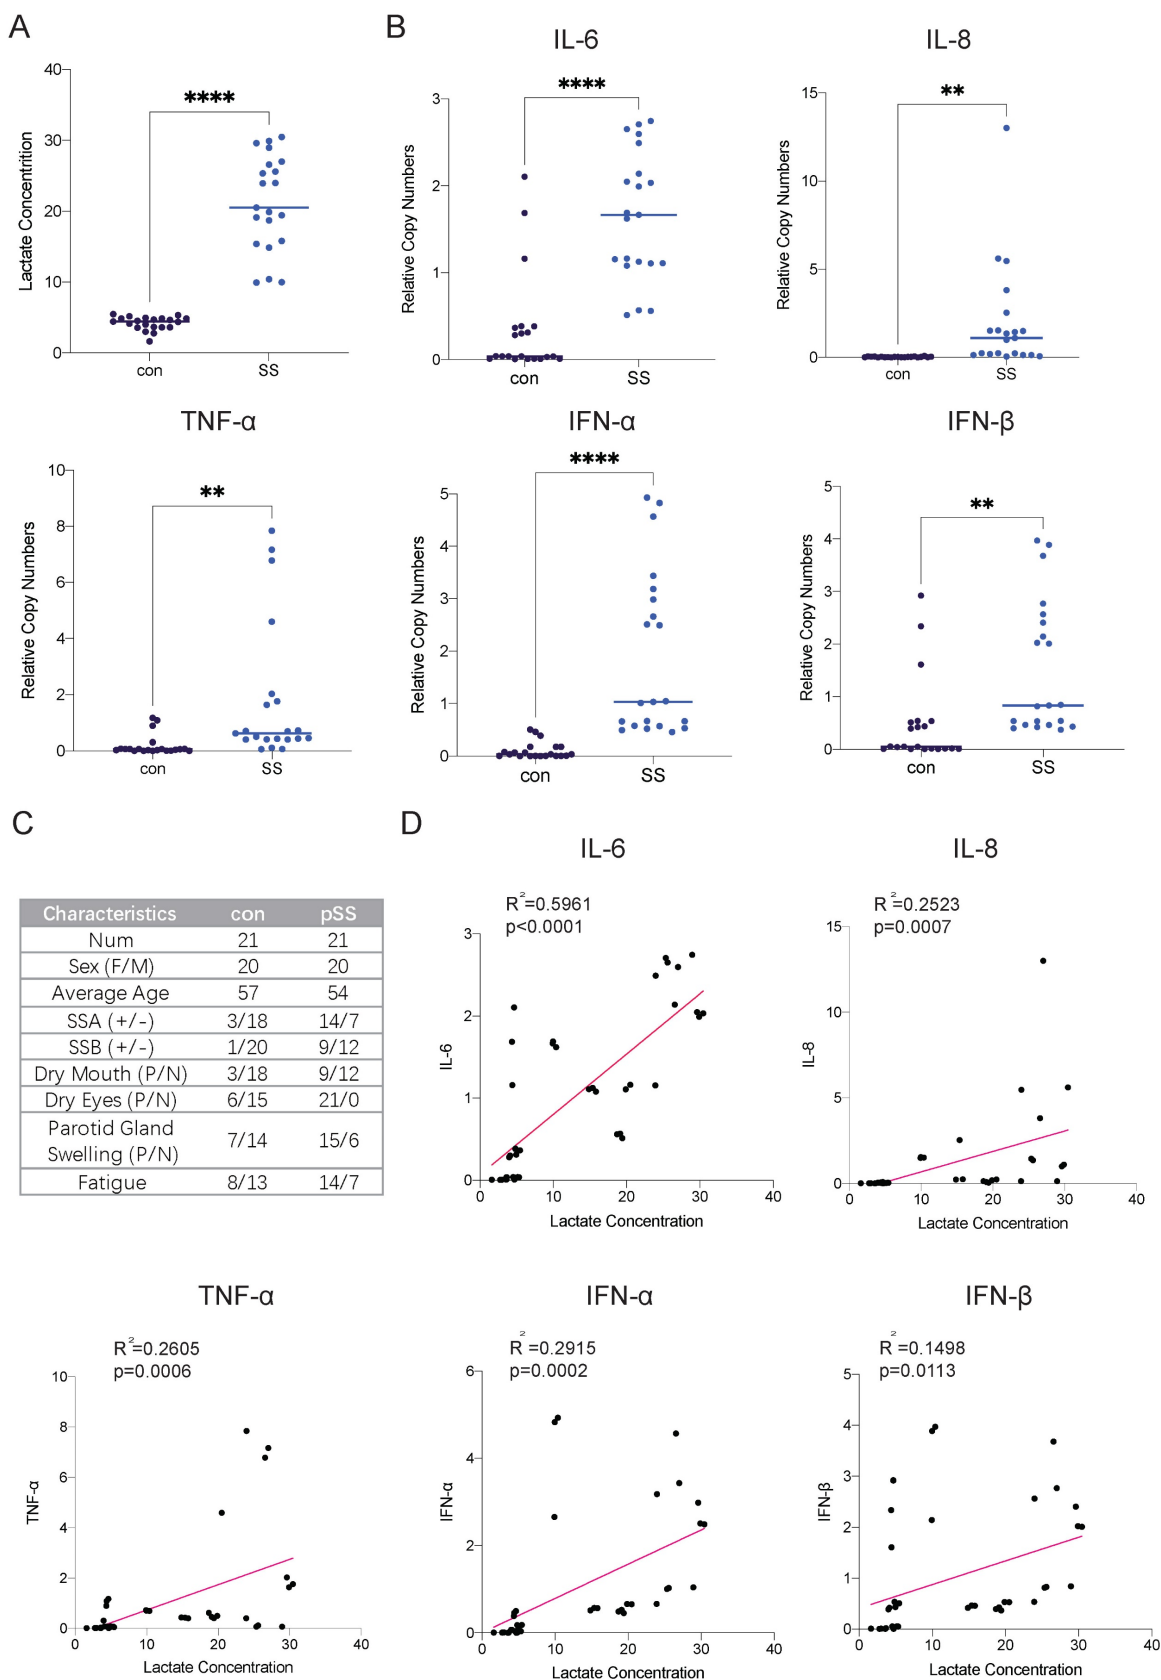 A
40
30
20
10
0
Lactate Concentrition
****
con
SS
B
IL-6
3
2
1
0
Relative Copy Numbers
****
con
SS
IL-8
15
10
5
0
Relative Copy Numbers
**
con
SS
TNF-α
10
8
6
4
2
0
Relative Copy Numbers
**
con
SS
IFN-α
5
4
3
2
1
0
Relative Copy Numbers
****
con
SS
IFN-β
5
4
3
2
1
0
Relative Copy Numbers
**
con
SS
C
Characteristics con pSS
Num 21 21
Sex (F/M) 20 20
Average Age 57 54
SSA (+/-) 3/18 14/7
SSB (+/-) 1/20 9/12
Dry Mouth (P/N) 3/18 9/12
Dry Eyes (P/N) 6/15 21/0
Parotid Gland
Swelling (P/N) 7/14 15/6
Fatigue 8/13 14/7
D
IL-6
R²=0.5961
p<0.0001
3
2
1
0
IL-6
0 10 20 30 40
Lactate Concentration
IL-8
R²=0.2523
p=0.0007
15
10
5
0
IL-8
0 10 20 30 40
Lactate Concentration
TNF-α
R²=0.2605
p=0.0006
10
8
6
4
2
0
TNF-α
0 10 20 30 40
Lactate Concentration
IFN-α
R²=0.2915
p=0.0002
6
4
2
0
IFN-α
0 10 20 30 40
Lactate Concentration
IFN-β
R²=0.1498
p=0.0113
5
4
3
2
1
0
IFN-β
0 10 20 30 40
Lactate Concentration